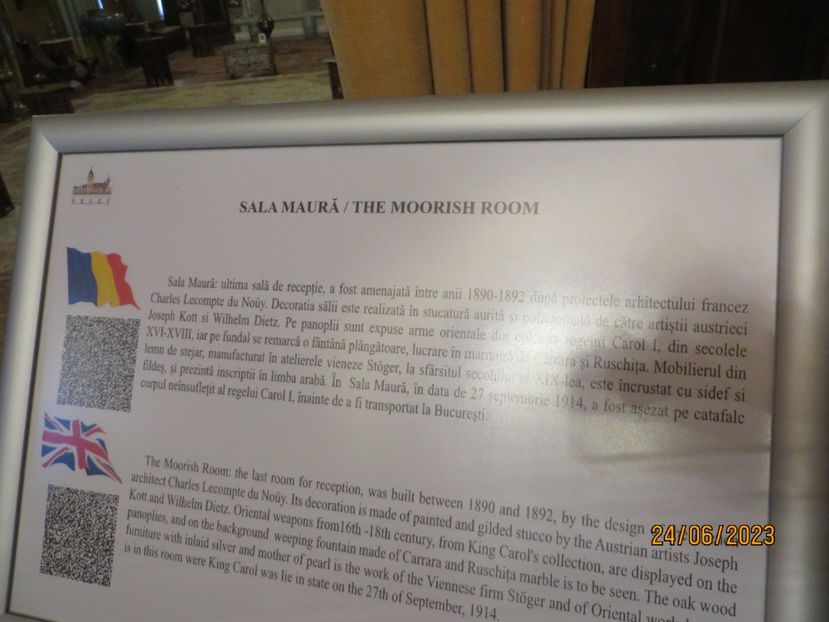 PELEȘ
SALA MAURĂ / THE MOORISH ROOM
Sala Maură: ultima sală de recepție, a fost amenajată între anii 1890-1892 după proiectele arhitectului francez
Charles Lecompte du Noüy. Decoratia sălii este realizată în stucatură aurită și policromată de către artiștii austrieci
Joseph Kott si Wilhelm Dietz. Pe panoplii sunt expuse arme orientale din colecția regelui Carol I, din secolele
XVI-XVIII, iar pe fundal se remarcă o fântână plângătoare, lucrare în marmură de Carrara și Rușchița. Mobilierul din
lemn de stejar, manufacturat în atelierele vieneze Stöger, la sfârsitul secolului al XIX-lea, este încrustat cu sidef si
fildeș, și prezintă inscriptii în limba arabă. În Sala Maură, în data de 27 septembrie 1914, a fost așezat pe catafalc
corpul neînsuflețit al regelui Carol I, înainte de a fi transportat la București.
The Moorish Room: the last room for reception, was built between 1890 and 1892, by the design
architect Charles Lecompte du Noüy. Its decoration is made of painted and gilded stucco by the Austrian artists Joseph
Kott and Wilhelm Dietz. Oriental weapons from16th -18th century, from King Carol's collection, are displayed on the
panoplies, and on the background weeping fountain made of Carrara and Ruschița marble is to be seen. The oak wood
furniture with inlaid silver and mother of pearl is the work of the Viennese firm Stöger and of Oriental
is in this room were King Carol was lie in state on the 27th of September, 1914.
24/06/2023